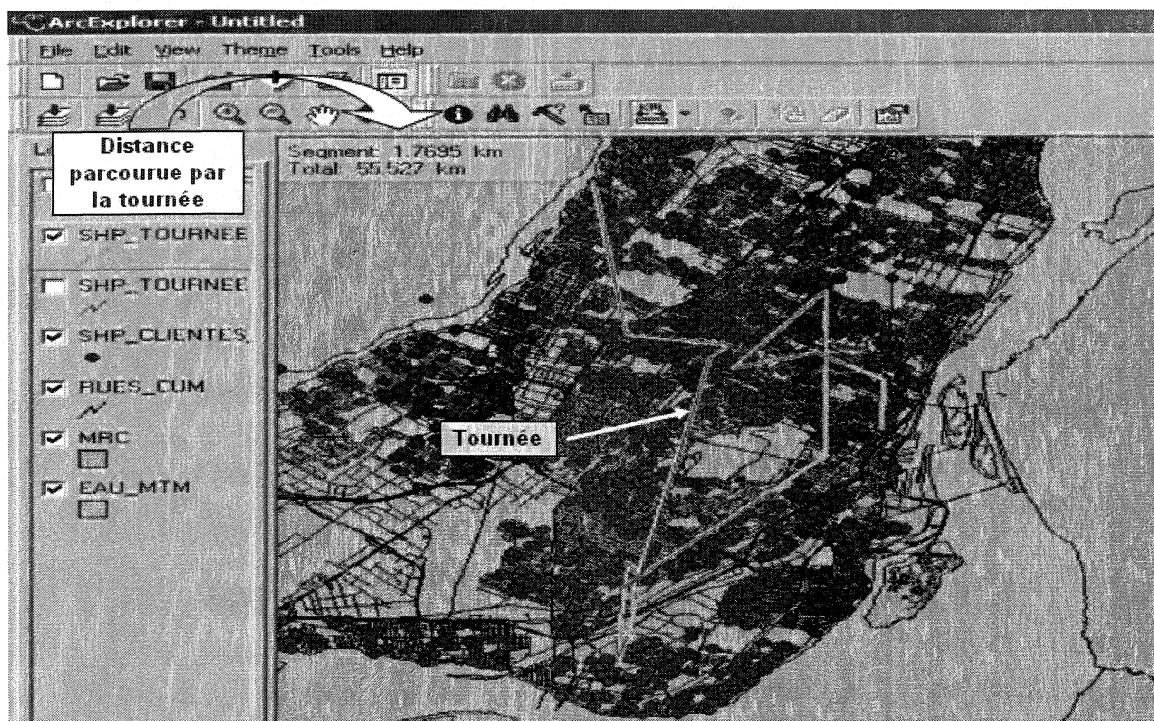 ArcExplorer - Untitled
File Edit View Theme Tools Help
Distance
parcourue par
la tournée
Segment: 1.7695 km
Total: 55.527 km
SHP_TOURNEE
SHP_TOURNEE
SHP_CLIENTES
RUES_CUM
MRC
EAU_MTM
Tournée